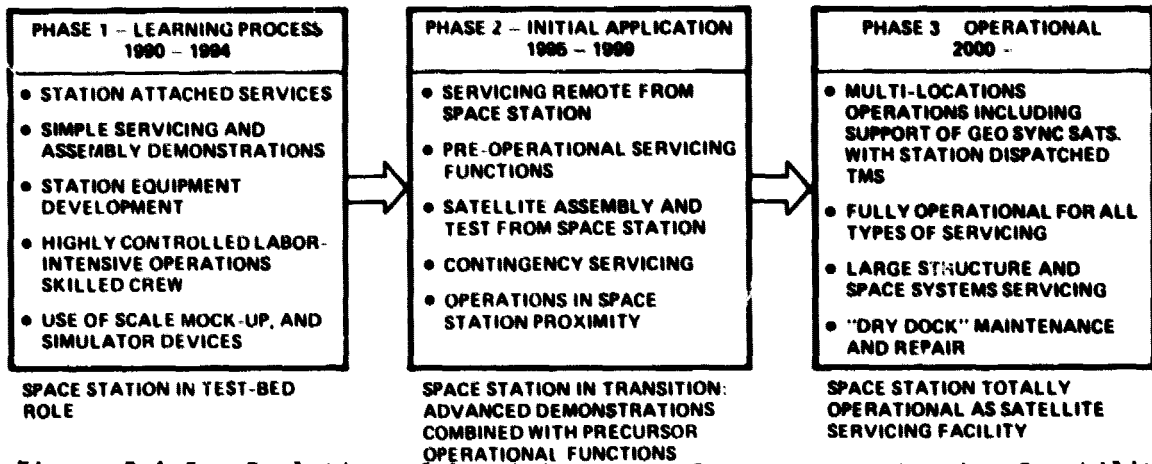 PHASE 1 – LEARNING PROCESS
1990 – 1994
• STATION ATTACHED SERVICES
• SIMPLE SERVICING AND
ASSEMBLY DEMONSTRATIONS
• STATION EQUIPMENT
DEVELOPMENT
• HIGHLY CONTROLLED LABOR-
INTENSIVE OPERATIONS
SKILLED CREW
• USE OF SCALE MOCK-UP, AND
SIMULATOR DEVICES
SPACE STATION IN TEST-BED
ROLE
PHASE 2 – INITIAL APPLICATION
1995 – 1999
• SERVICING REMOTE FROM
SPACE STATION
• PRE-OPERATIONAL SERVICING
FUNCTIONS
• SATELLITE ASSEMBLY AND
TEST FROM SPACE STATION
• CONTINGENCY SERVICING
• OPERATIONS IN SPACE
STATION PROXIMITY
SPACE STATION IN TRANSITION:
ADVANCED DEMONSTRATIONS
COMBINED WITH PRECURSOR
OPERATIONAL FUNCTIONS
PHASE 3 OPERATIONAL
2000 –
• MULTI-LOCATIONS
OPERATIONS INCLUDING
SUPPORT OF GEO SYNC SATS.
WITH STATION DISPATCHED
TMS
• FULLY OPERATIONAL FOR ALL
TYPES OF SERVICING
• LARGE STRUCTURE AND
SPACE SYSTEMS SERVICING
• "DRY DOCK" MAINTENANCE
AND REPAIR
SPACE STATION TOTALLY
OPERATIONAL AS SATELLITE
SERVICING FACILITY